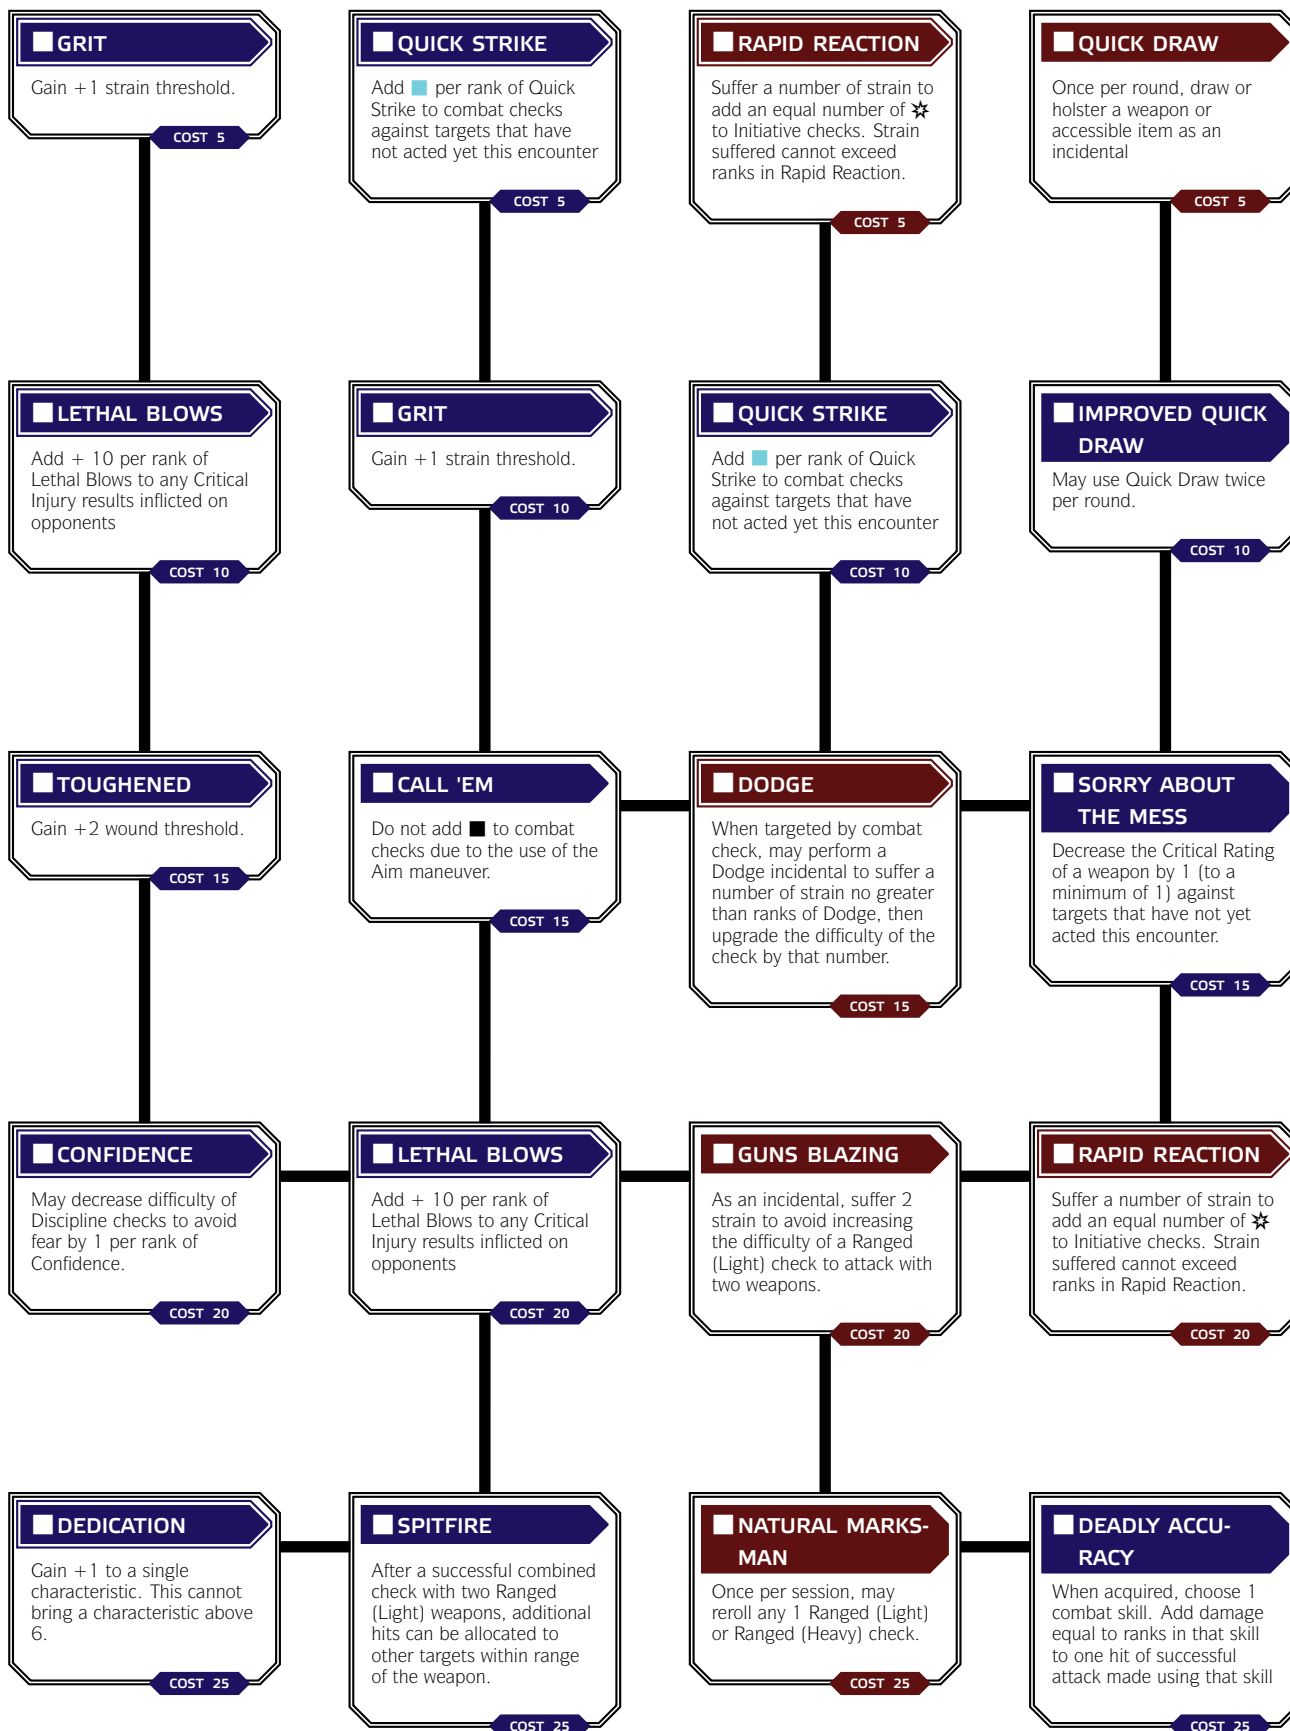 GRIT
Gain +1 strain threshold.
COST 5
QUICK STRIKE
Add per rank of Quick
Strike to combat checks
against targets that have
not acted yet this encounter
COST 5
RAPID REACTION
Suffer a number of strain to
add an equal number of
to Initiative checks. Strain
suffered cannot exceed
ranks in Rapid Reaction.
COST 5
QUICK DRAW
Once per round, draw or
holster a weapon or
accessible item as an
incidental
COST 5
LETHAL BLOWS
Add + 10 per rank of
Lethal Blows to any Critical
Injury results inflicted on
opponents
COST 10
GRIT
Gain +1 strain threshold.
COST 10
QUICK STRIKE
Add per rank of Quick
Strike to combat checks
against targets that have
not acted yet this encounter
COST 10
IMPROVED QUICK
DRAW
May use Quick Draw twice
per round.
COST 10
TOUGHENED
Gain +2 wound threshold.
COST 15
CALL 'EM
Do not add to combat
checks due to the use of the
Aim maneuver.
COST 15
DODGE
When targeted by combat
check, may perform a
Dodge incidental to suffer a
number of strain no greater
than ranks of Dodge, then
upgrade the difficulty of the
check by that number.
COST 15
SORRY ABOUT
THE MESS
Decrease the Critical Rating
of a weapon by 1 (to a
minimum of 1) against
targets that have not yet
acted this encounter.
COST 15
CONFIDENCE
May decrease difficulty of
Discipline checks to avoid
fear by 1 per rank of
Confidence.
COST 20
LETHAL BLOWS
Add + 10 per rank of
Lethal Blows to any Critical
Injury results inflicted on
opponents
COST 20
GUNS BLAZING
As an incidental, suffer 2
strain to avoid increasing
the difficulty of a Ranged
(Light) check to attack with
two weapons.
COST 20
RAPID REACTION
Suffer a number of strain to
add an equal number of
to Initiative checks. Strain
suffered cannot exceed
ranks in Rapid Reaction.
COST 20
DEDICATION
Gain +1 to a single
characteristic. This cannot
bring a characteristic above
6.
COST 25
SPITFIRE
After a successful combined
check with two Ranged
(Light) weapons, additional
hits can be allocated to
other targets within range
of the weapon.
COST 25
NATURAL MARKS-
MAN
Once per session, may
reroll any 1 Ranged (Light)
or Ranged (Heavy) check.
COST 25
DEADLY ACCU-
RACY
When acquired, choose 1
combat skill. Add damage
equal to ranks in that skill
to one hit of successful
attack made using that skill
COST 25